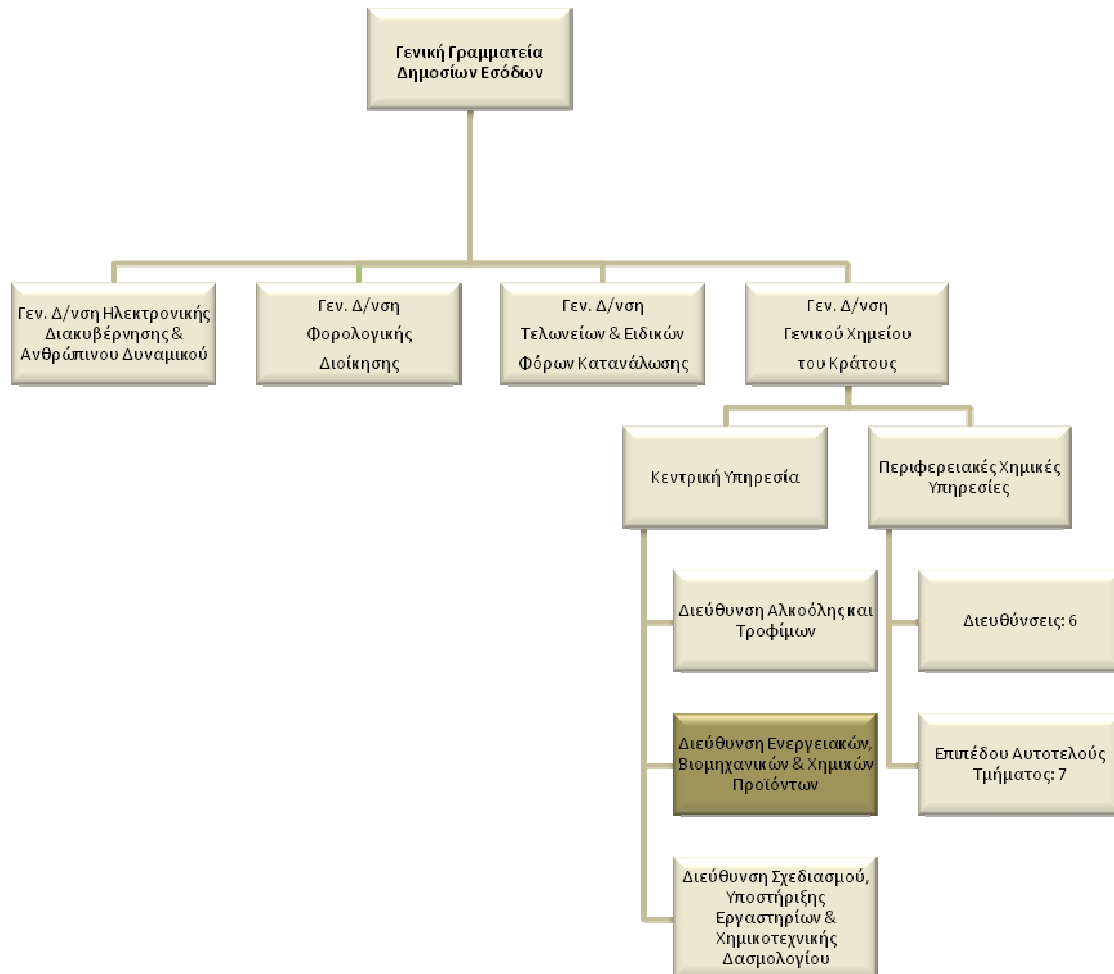 Γενική Γραμματεία
Δημοσίων Εσόδων
Γεν. Δ/νση Ηλεκτρονικής
Διακυβέρνησης &
Ανθρώπινου Δυναμικού
Γεν. Δ/νση
Φορολογικής
Διοίκησης
Γεν. Δ/νση
Τελωνείων & Ειδικών
Φόρων Κατανάλωσης
Γεν. Δ/νση
Γενικού Χημείου
του Κράτους
Κεντρική Υπηρεσία
Περιφερειακές Χημικές
Υπηρεσίες
Διεύθυνση Αλκοόλης και
Τροφίμων
Διεύθυνση Ενεργειακών,
Βιομηχανικών & Χημικών
Προϊόντων
Διεύθυνση Σχεδιασμού,
Υποστήριξης
Εργαστηρίων &
Χημικοτεχνικής
Δασμολογίου
Διευθύνσεις: 6
Επιπέδου Αυτοτελούς
Τμήματος: 7